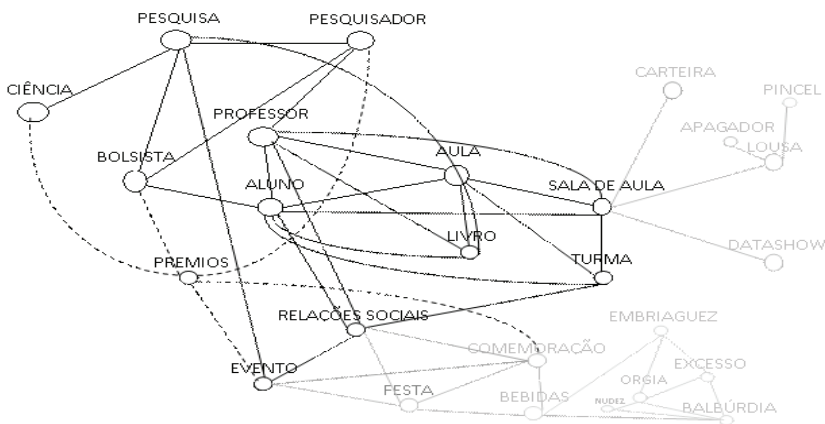 PESQUISA
PESQUISADOR
CIÊNCIA
CARTEIRA
PINCEL
PROFESSOR
APAGADOR
LOUSA
BOLSISTA
AULA
ALUNO
SALA DE AULA
LIVRO
DATASHOW
PREMIOS
TURMA
RELAÇÕES SOCIAIS
EMBRIAGUEZ
COMEMORAÇÃO
EVENTO
EXCESSO
FESTA
ORGIA
BEBIDAS
NUDEZ
BALBÚRDIA